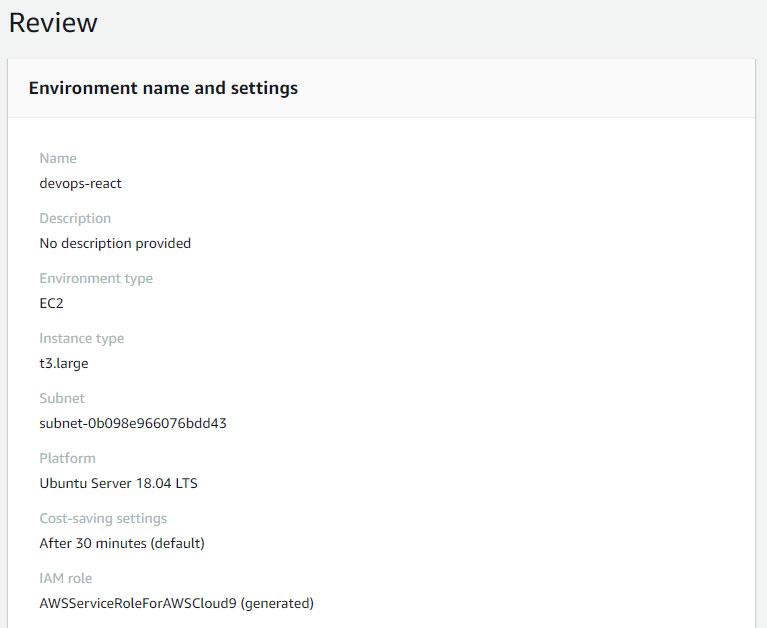 Review
Environment name and settings
Name
devops-react
Description
No description provided
Environment type
EC2
Instance type
t3.large
Subnet
subnet-0b098e966076bdd43
Platform
Ubuntu Server 18.04 LTS
Cost-saving settings
After 30 minutes (default)
IAM role
AWSServiceRoleForAWSCloud9 (generated)